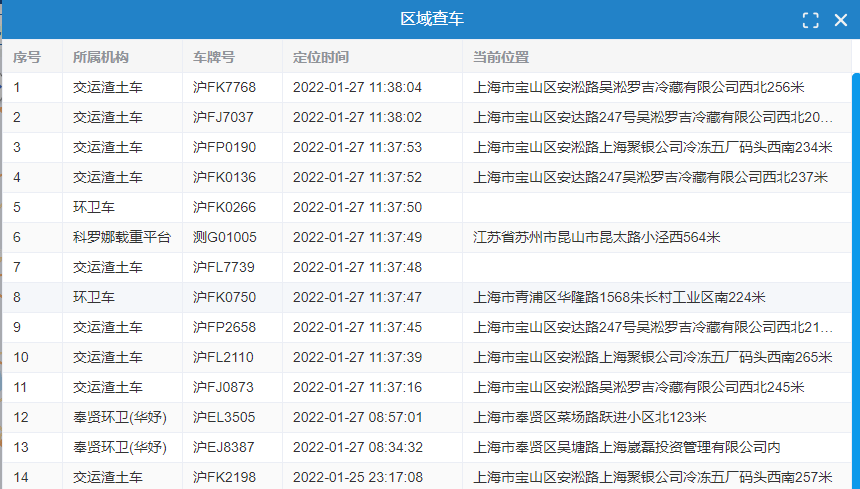 区域查车
序号 所属机构 车牌号 定位时间 当前位置
1 交运渣土车 沪FK7768 2022-01-27 11:38:04 上海市宝山区安淞路吴淞罗吉冷藏有限公司西北256米
2 交运渣土车 沪FJ7037 2022-01-27 11:38:02 上海市宝山区安达路247号吴淞罗吉冷藏有限公司西北20...
3 交运渣土车 沪FP0190 2022-01-27 11:37:53 上海市宝山区安淞路上海聚银公司冷冻五厂码头西南234米
4 交运渣土车 沪FK0136 2022-01-27 11:37:52 上海市宝山区安达路247吴淞罗吉冷藏有限公司西北237米
5 环卫车 沪FK0266 2022-01-27 11:37:50
6 科罗娜载重平台 测G01005 2022-01-27 11:37:49 江苏省苏州市昆山市昆太路小泾西564米
7 交运渣土车 沪FL7739 2022-01-27 11:37:48
8 环卫车 沪FK0750 2022-01-27 11:37:47 上海市青浦区华隆路1568朱长村工业区南224米
9 交运渣土车 沪FP2658 2022-01-27 11:37:45 上海市宝山区安达路247号吴淞罗吉冷藏有限公司西北21...
10 交运渣土车 沪FL2110 2022-01-27 11:37:39 上海市宝山区安淞路上海聚银公司冷冻五厂码头西南265米
11 交运渣土车 沪FJ0873 2022-01-27 11:37:16 上海市宝山区安淞路吴淞罗吉冷藏有限公司西北245米
12 奉贤环卫(华妤) 沪EL3505 2022-01-27 08:57:01 上海市奉贤区菜场路跃进小区北123米
13 奉贤环卫(华妤) 沪EJ8387 2022-01-27 08:34:32 上海市奉贤区吴塘路上海崴磊投资管理有限公司内
14 交运渣土车 沪FK2198 2022-01-25 23:17:08 上海市宝山区安淞路上海聚银公司冷冻五厂码头西南257米